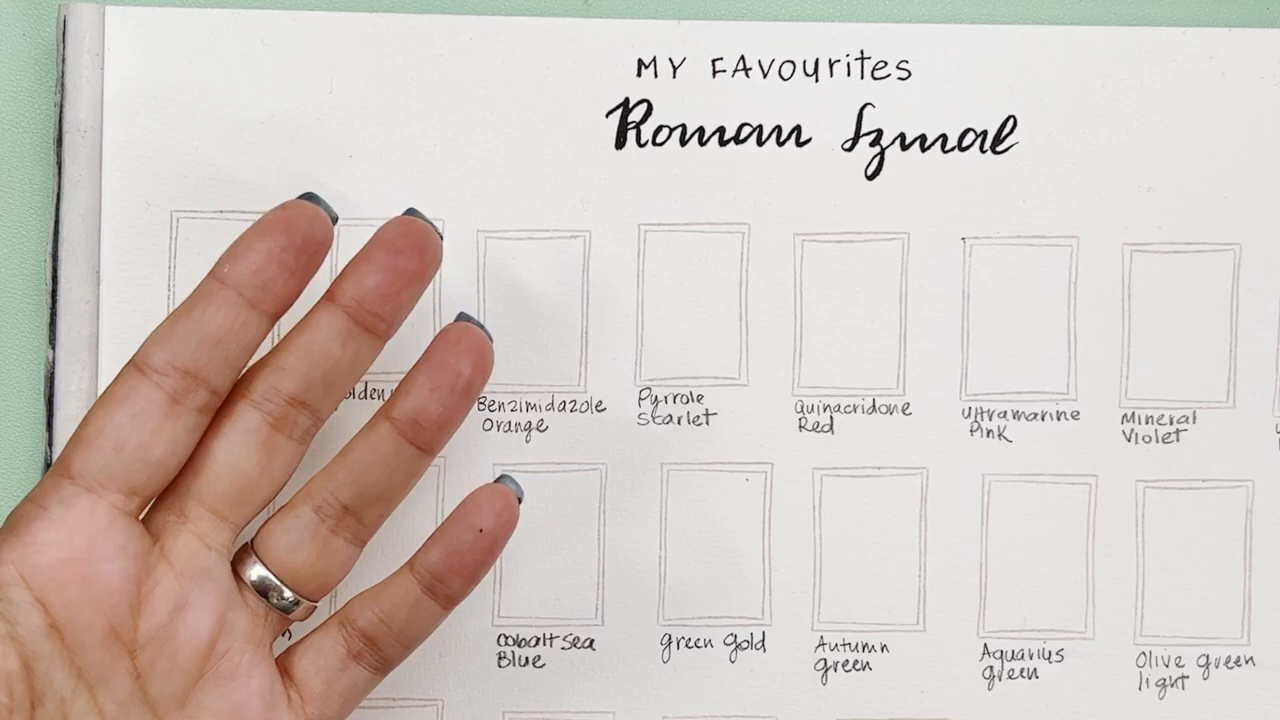 MY FAVOURITES
Roman Szmal
Benzimidazole
Orange
Pyrrole
Scarlet
Quinacridone
Red
Ultramarine
Pink
Mineral
Violet
Cobalt Sea
Blue
green gold
Autumn
green
Aquarius
green
Olive green
light